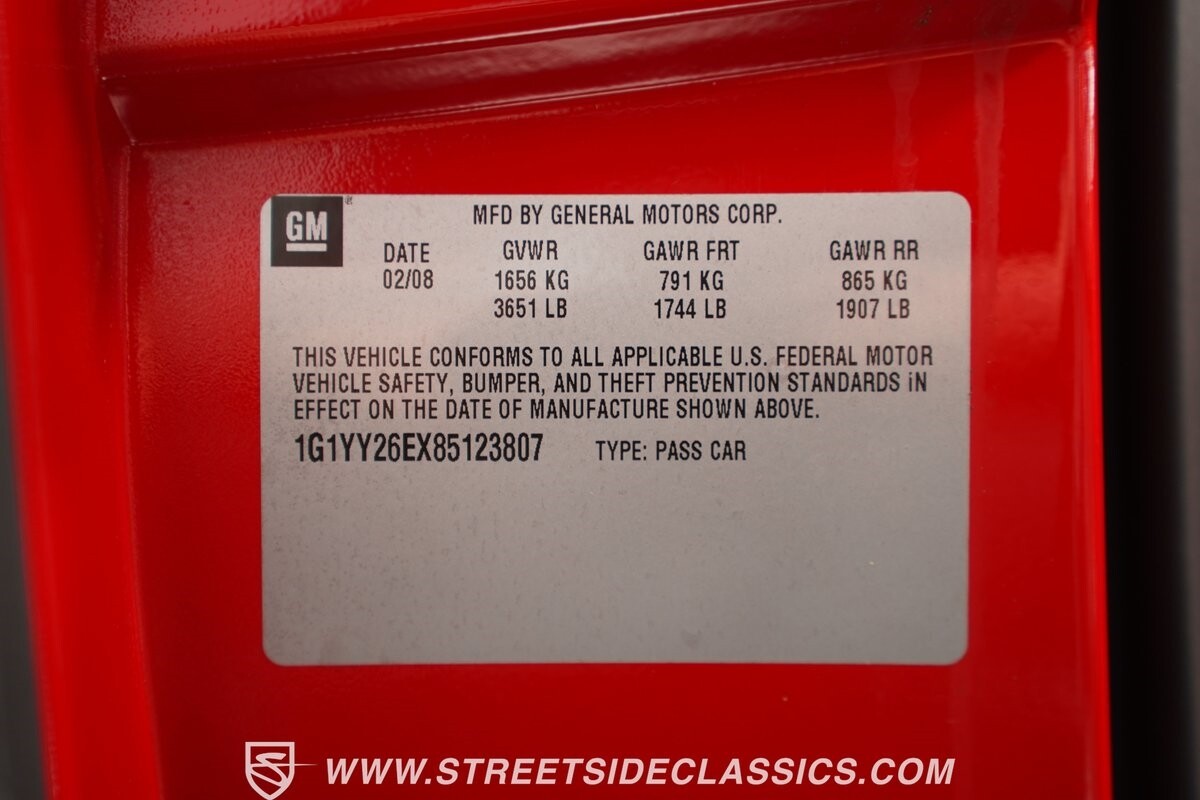 GM
MFD BY GENERAL MOTORS CORP.
DATE GVWR GAWR FRT GAWR RR
02/08 1656 KG 791 KG 865 KG
3651 LB 1744 LB 1907 LB
THIS VEHICLE CONFORMS TO ALL APPLICABLE U.S. FEDERAL MOTOR
VEHICLE SAFETY, BUMPER, AND THEFT PREVENTION STANDARDS iN
EFFECT ON THE DATE OF MANUFACTURE SHOWN ABOVE.
1G1YY26EX85123807 TYPE: PASS CAR
WWW.STREETSIDECLASSICS.COM